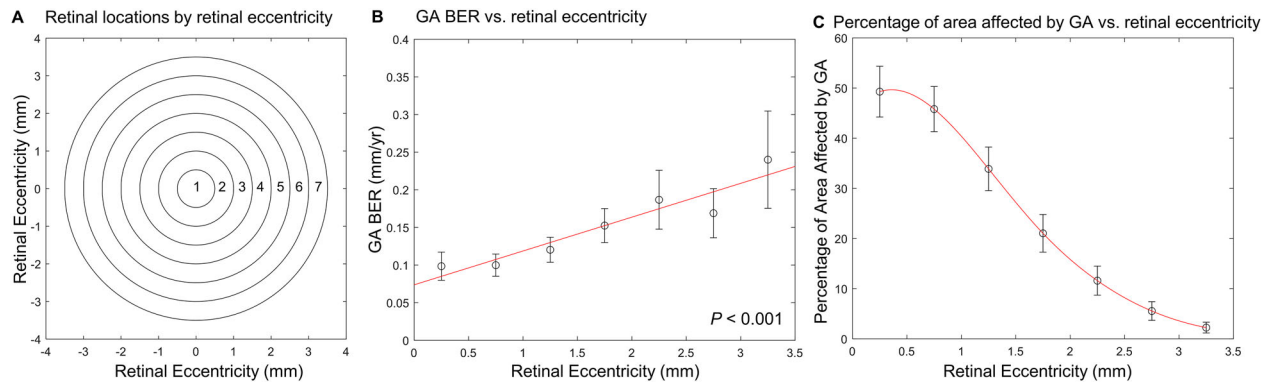 A Retinal locations by retinal eccentricity
4
3
2
1
0
-1
-2
-3
-4
Retinal Eccentricity (mm)
1 2 3 4 5 6 7
-4 -3 -2 -1 0 1 2 3 4
Retinal Eccentricity (mm)
B GA BER vs. retinal eccentricity
0.4
0.35
0.3
0.25
0.2
0.15
0.1
0.05
0
GA BER (mm/yr)
P < 0.001
0 0.5 1 1.5 2 2.5 3 3.5
Retinal Eccentricity (mm)
C Percentage of area affected by GA vs. retinal eccentricity
60
50
40
30
20
10
0
Percentage of Area Affected by GA
0 0.5 1 1.5 2 2.5 3 3.5
Retinal Eccentricity (mm)